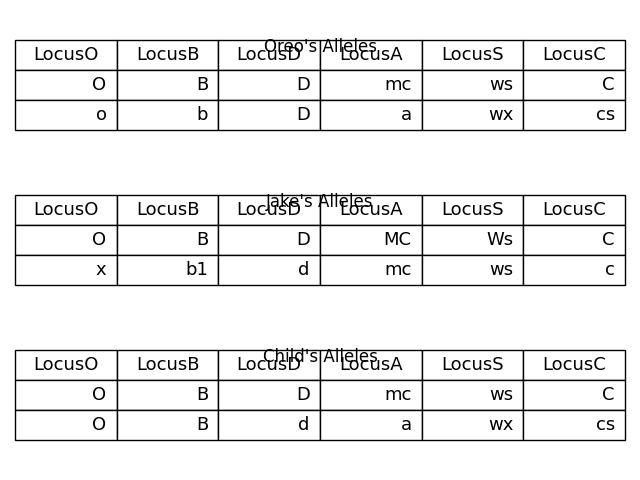 Oreo's Alleles
LocusO LocusB LocusD LocusA LocusS LocusC
O B D mc ws C
o b D a wx cs
Jake's Alleles
LocusO LocusB LocusD LocusA LocusS LocusC
O B D MC Ws C
x b1 d mc ws c
Child's Alleles
LocusO LocusB LocusD LocusA LocusS LocusC
O B D mc ws C
O B d a wx cs